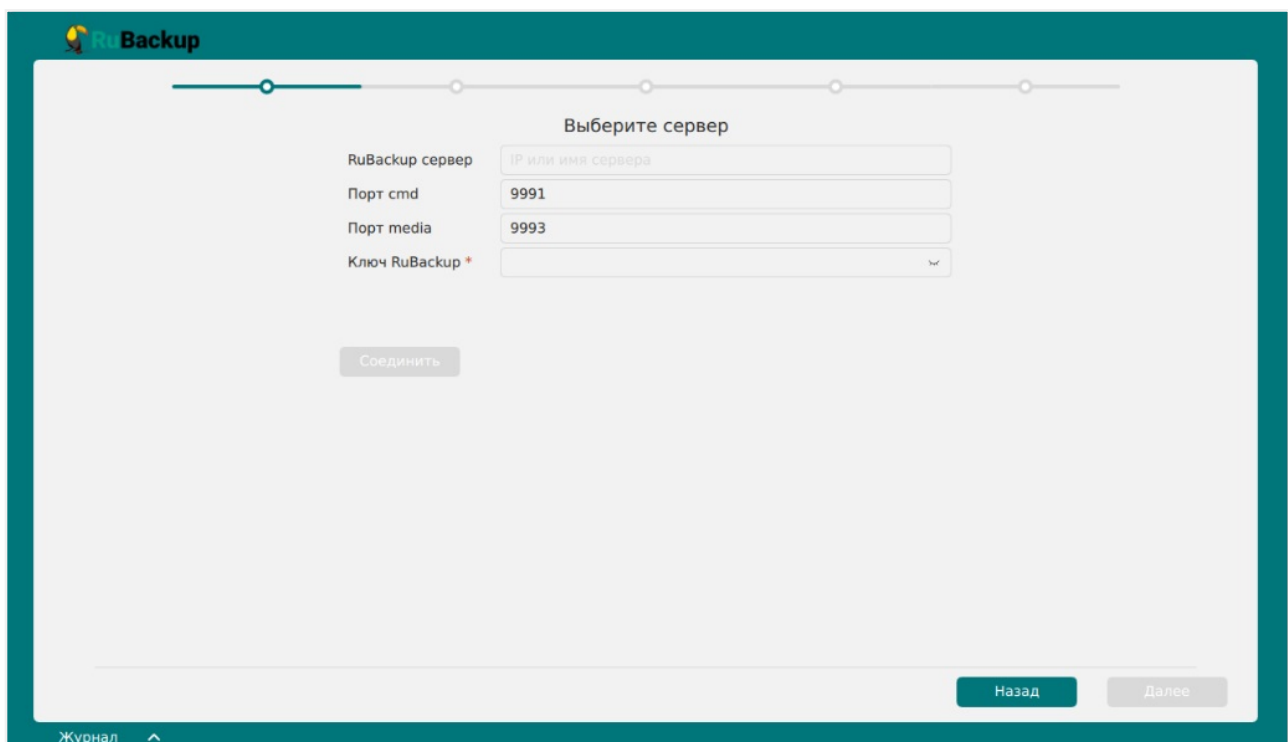 RuBackup
Выберите сервер
RuBackup сервер IP или имя сервера
Порт cmd 9991
Порт media 9993
Ключ RuBackup *
Соединить
Назад Далее
Журнал